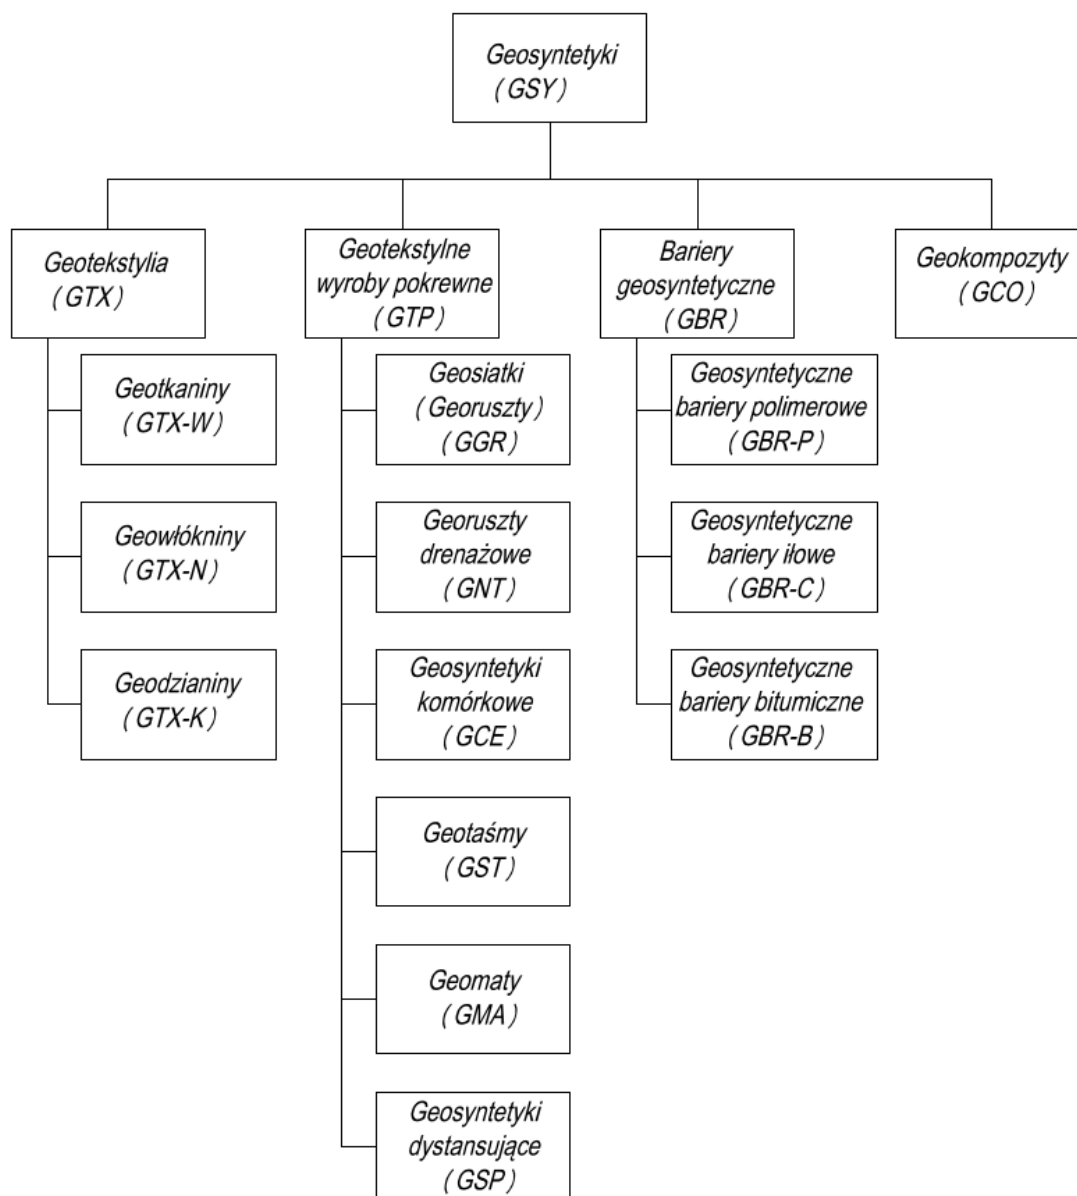 Geosyntetyki
(GSY)
Geotekstylia
(GTX)
Geotkaniny
(GTX-W)
Geowłókniny
(GTX-N)
Geodzianiny
(GTX-K)
Geotekstylne
wyroby pokrewne
(GTP)
Geosiatki
(Georuszty)
(GGR)
Georuszty
drenażowe
(GNT)
Geosyntetyki
komórkowe
(GCE)
Geotaśmy
(GST)
Geomaty
(GMA)
Geosyntetyki
dystansujące
(GSP)
Bariery
geosyntetyczne
(GBR)
Geosyntetyczne
bariery polimerowe
(GBR-P)
Geosyntetyczne
bariery iłowe
(GBR-C)
Geosyntetyczne
bariery bitumiczne
(GBR-B)
Geokompozyty
(GCO)